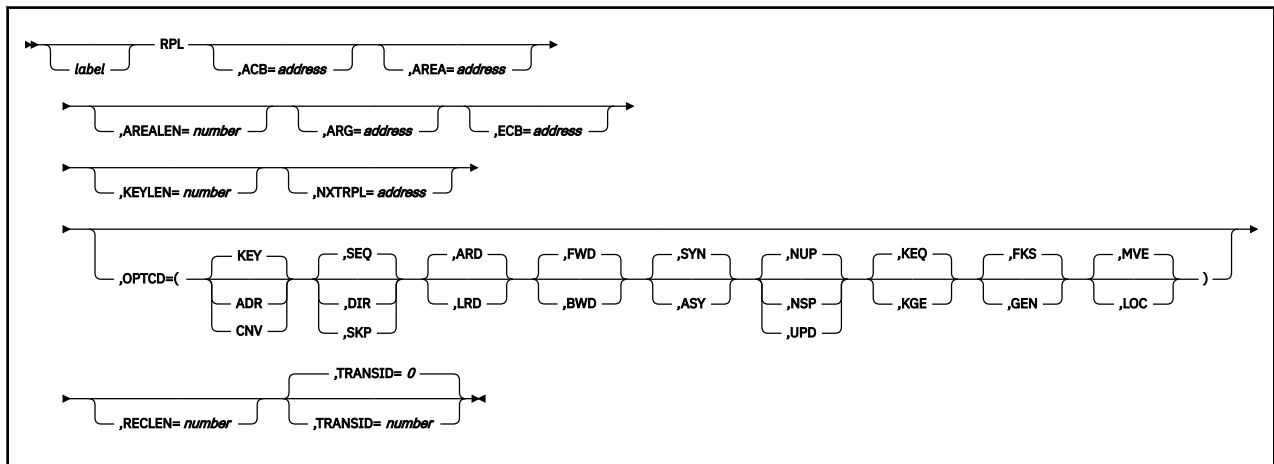 RPL
label ,ACB= address ,AREA= address
,AREALEN= number ,ARG= address ,ECB= address
,KEYLEN= number ,NXTRPL= address
KEY ,SEQ ,ARD ,FWD ,SYN ,NUP ,KEQ ,FKS ,MVE
,OPTCD=( ADR ,DIR ,LRD ,BWD ,ASY ,NSP ,KGE ,GEN ,LOC )
CNV ,SKP ,UPD
,TRANSID= 0
,RECLEN= number ,TRANSID= number